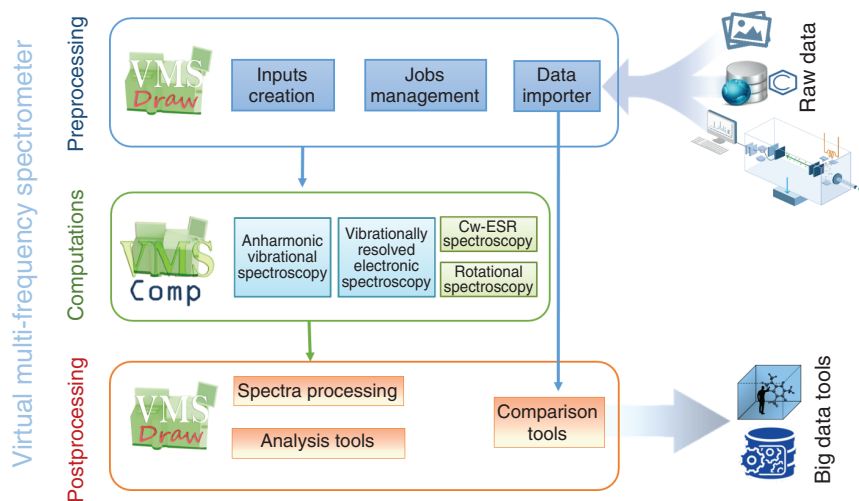 Virtual multi-frequency spectrometer
Preprocessing
VMS
Draw
Inputs
creation
Jobs
management
Data
importer
Raw data
Computations
VMS
Comp
Anharmonic
vibrational
spectroscopy
Vibrationally
resolved
electronic
spectroscopy
Cw-ESR
spectroscopy
Rotational
spectroscopy
Postprocessing
VMS
Draw
Spectra processing
Analysis tools
Comparison
tools
Big data tools